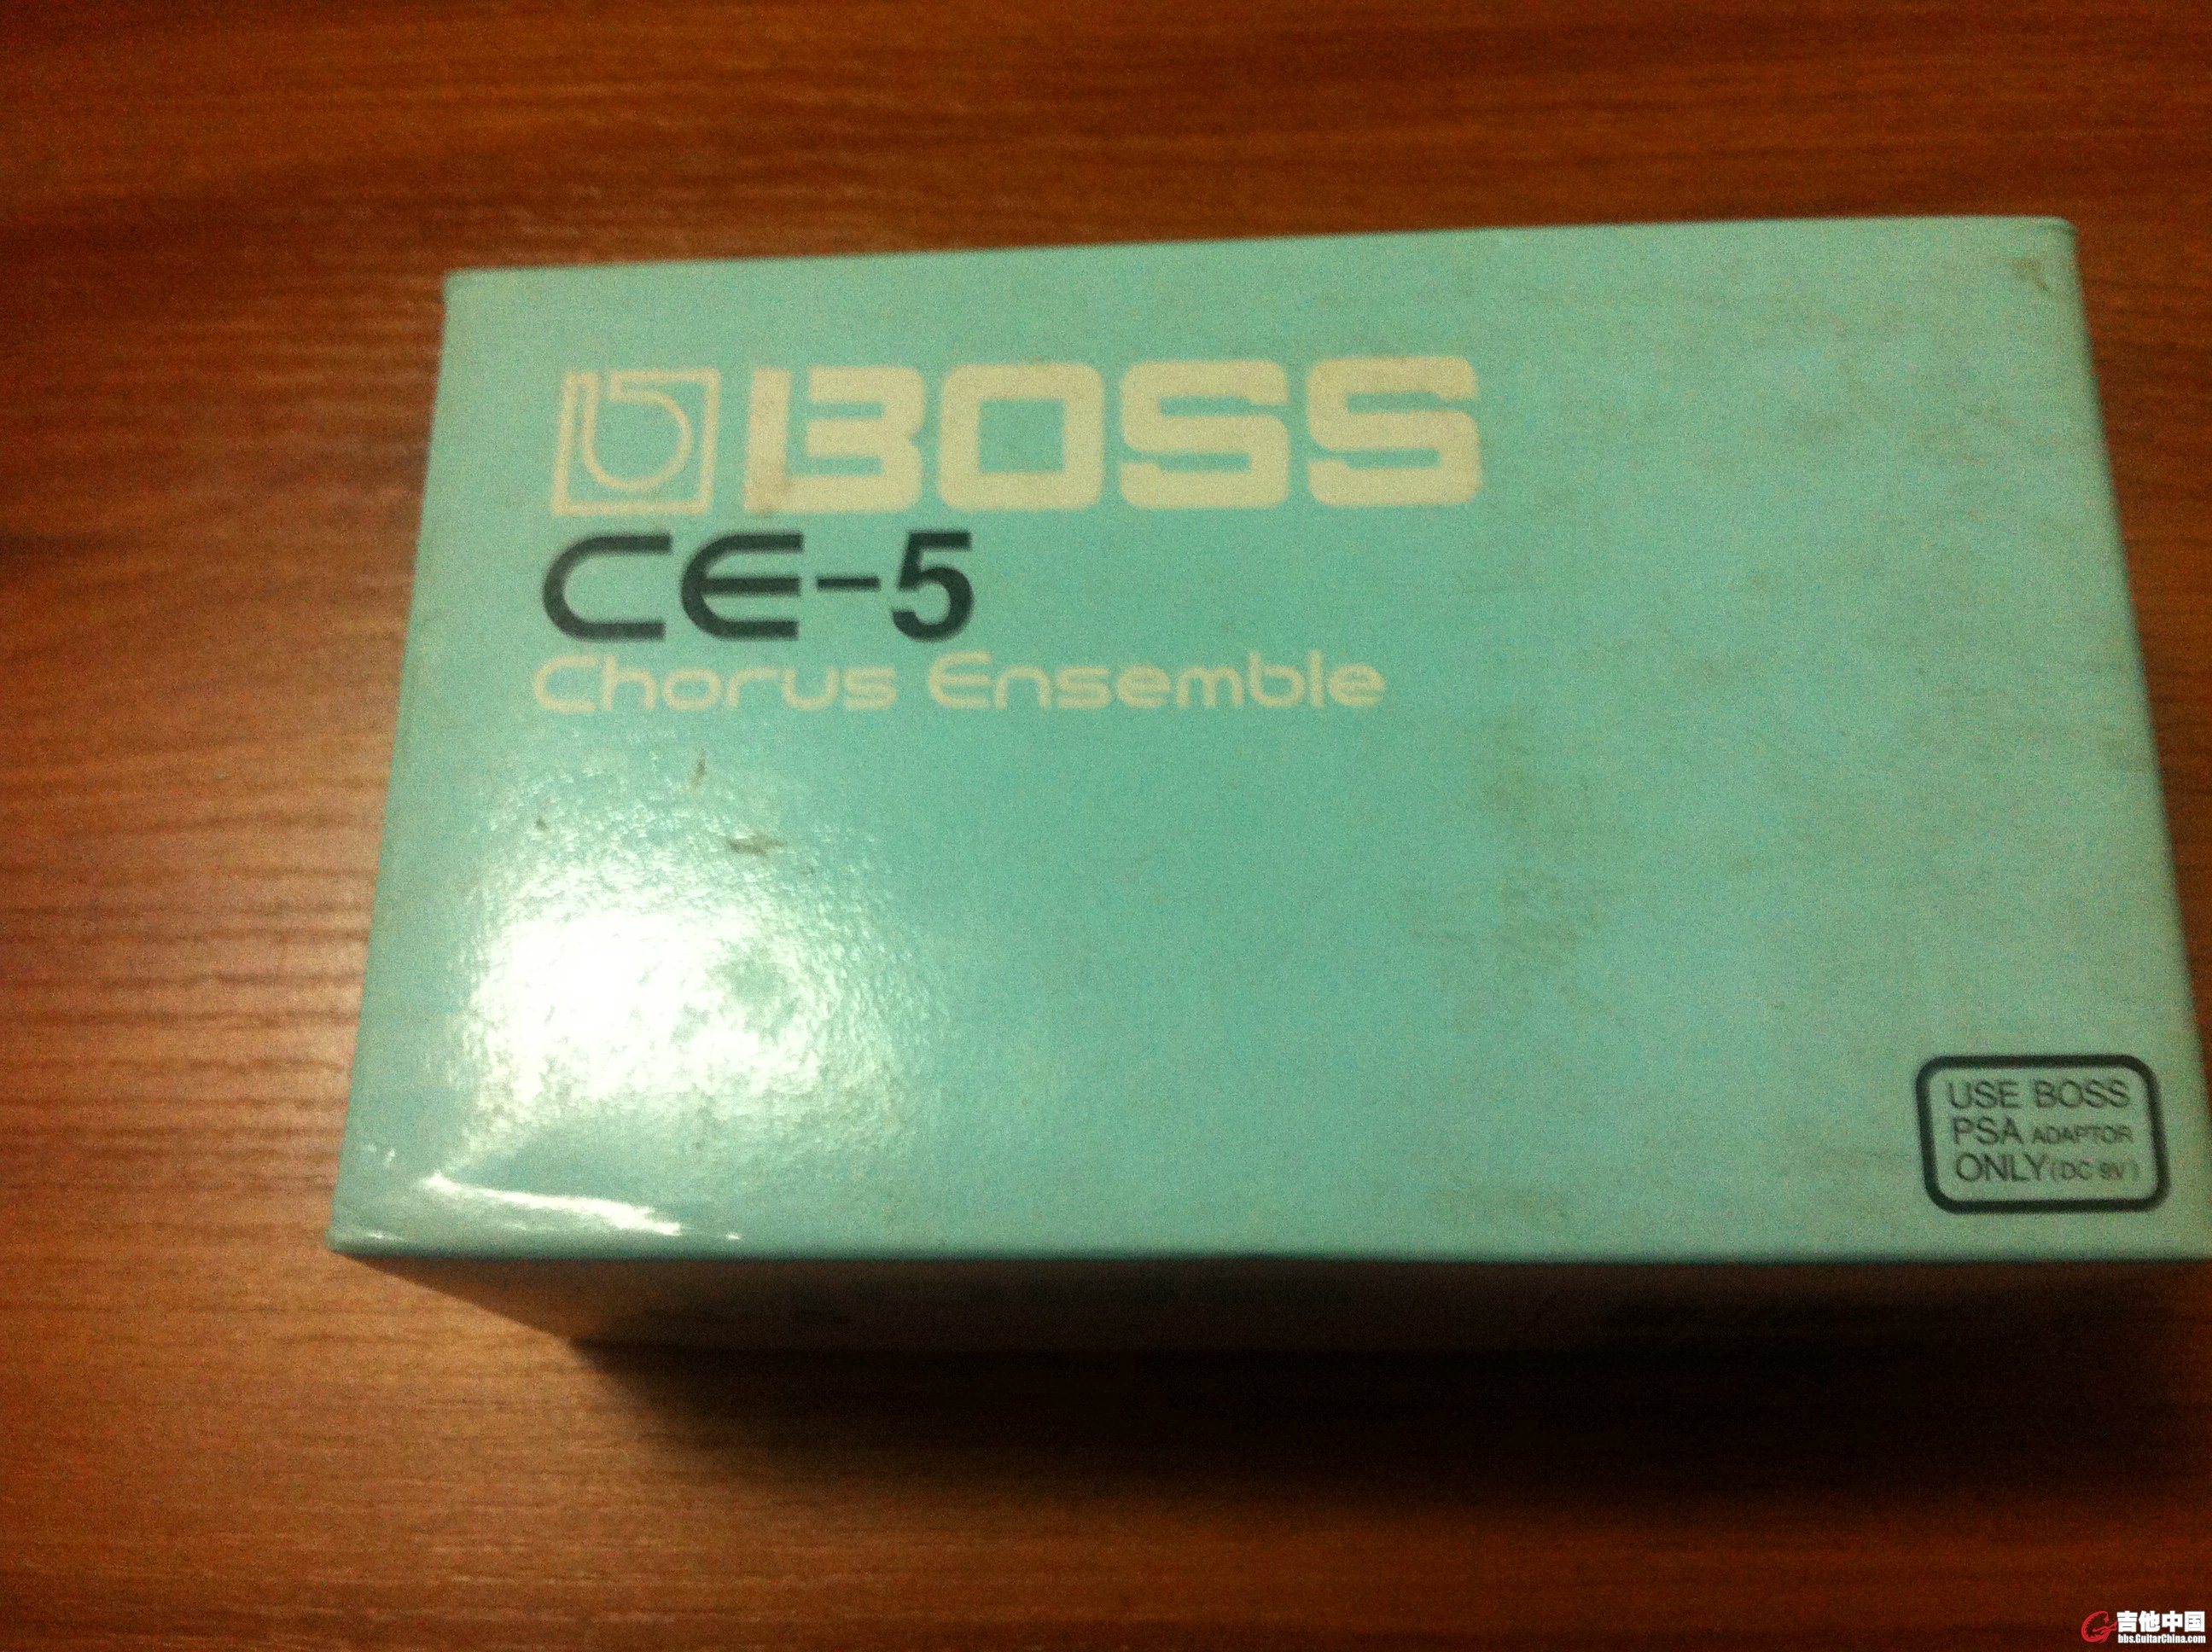 BOSS
CE-5
Chorus Ensemble
USE BOSS
PSA ADAPTOR
ONLY(DC 9V)
吉他中国
bbs.GuitarChina.com